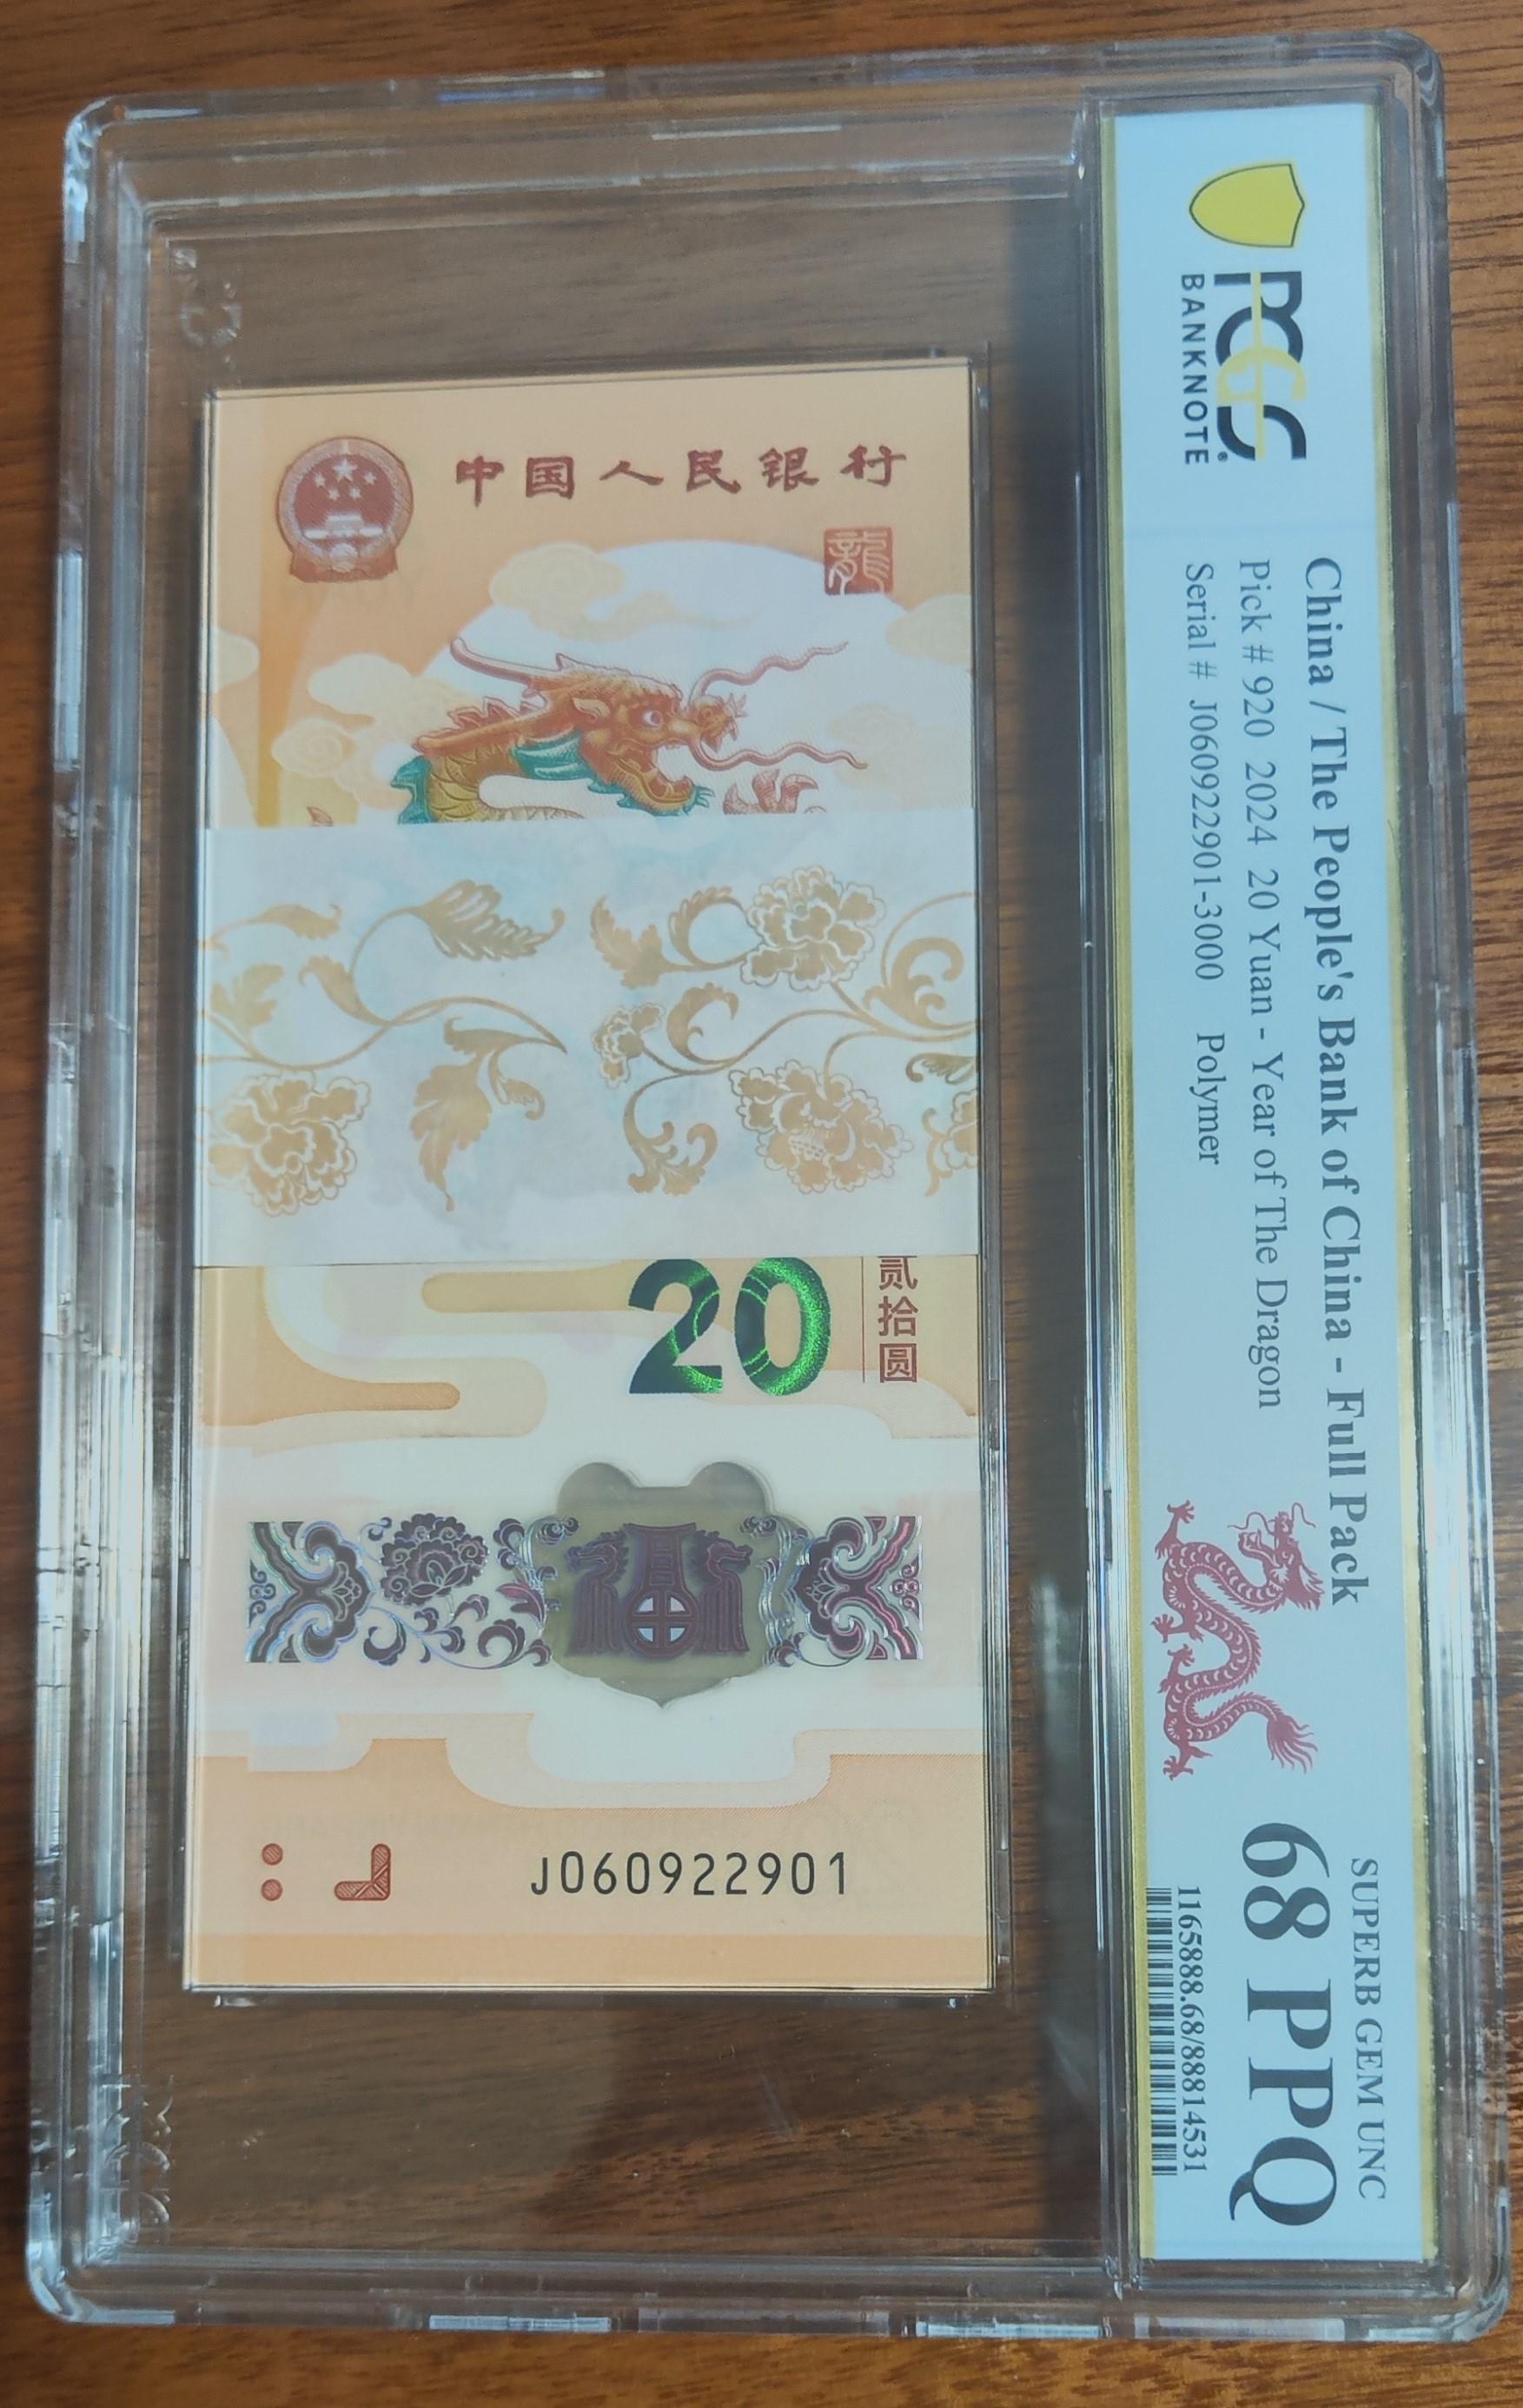 PCGS
BANKNOTE
China / The People's Bank of China - Full Pack
Pick # 920 2024 20 Yuan - Year of The Dragon
Serial # J060922901-3000 Polymer
SUPERB GEM UNC
68 PPQ
1165888.68/88814531
中国人民银行
龍
20
贰拾圆
J060922901